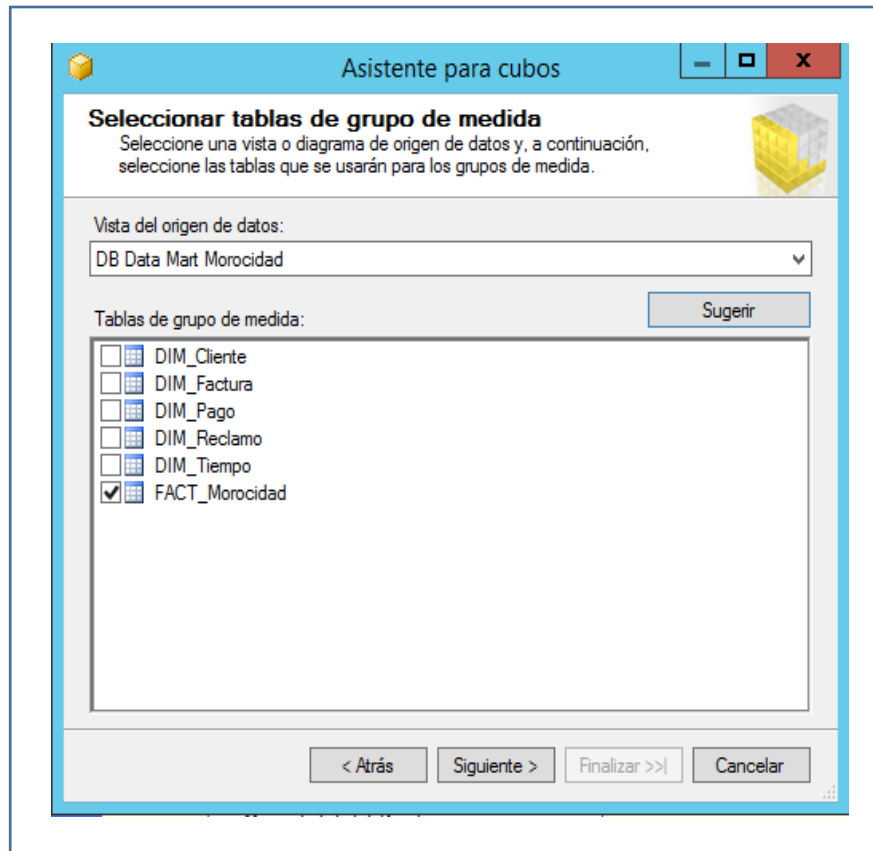 Asistente para cubos
Seleccionar tablas de grupo de medida
Seleccione una vista o diagrama de origen de datos y, a continuación,
seleccione las tablas que se usarán para los grupos de medida.
Vista del origen de datos:
DB Data Mart Morocidad
Sugerir
Tablas de grupo de medida:
DIM_Cliente
DIM_Factura
DIM_Pago
DIM_Reclamo
DIM_Tiempo
FACT_Morocidad
< Atrás Siguiente > Finalizar >>| Cancelar